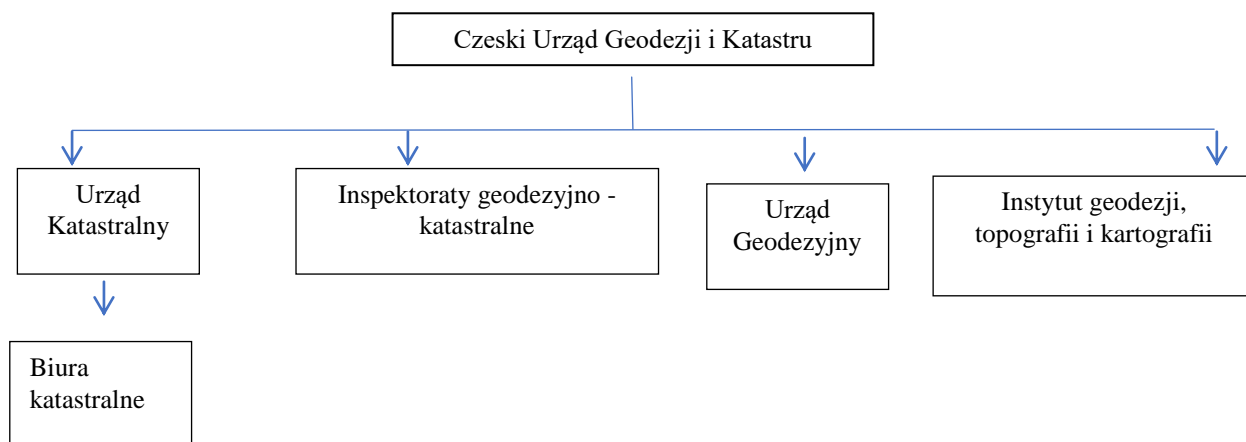 Czeski Urząd Geodezji i Katastru
Urząd
Katastralny
Inspektoraty geodezyjno -
katastralne
Urząd
Geodezyjny
Instytut geodezji,
topografii i kartografii
Biura
katastralne